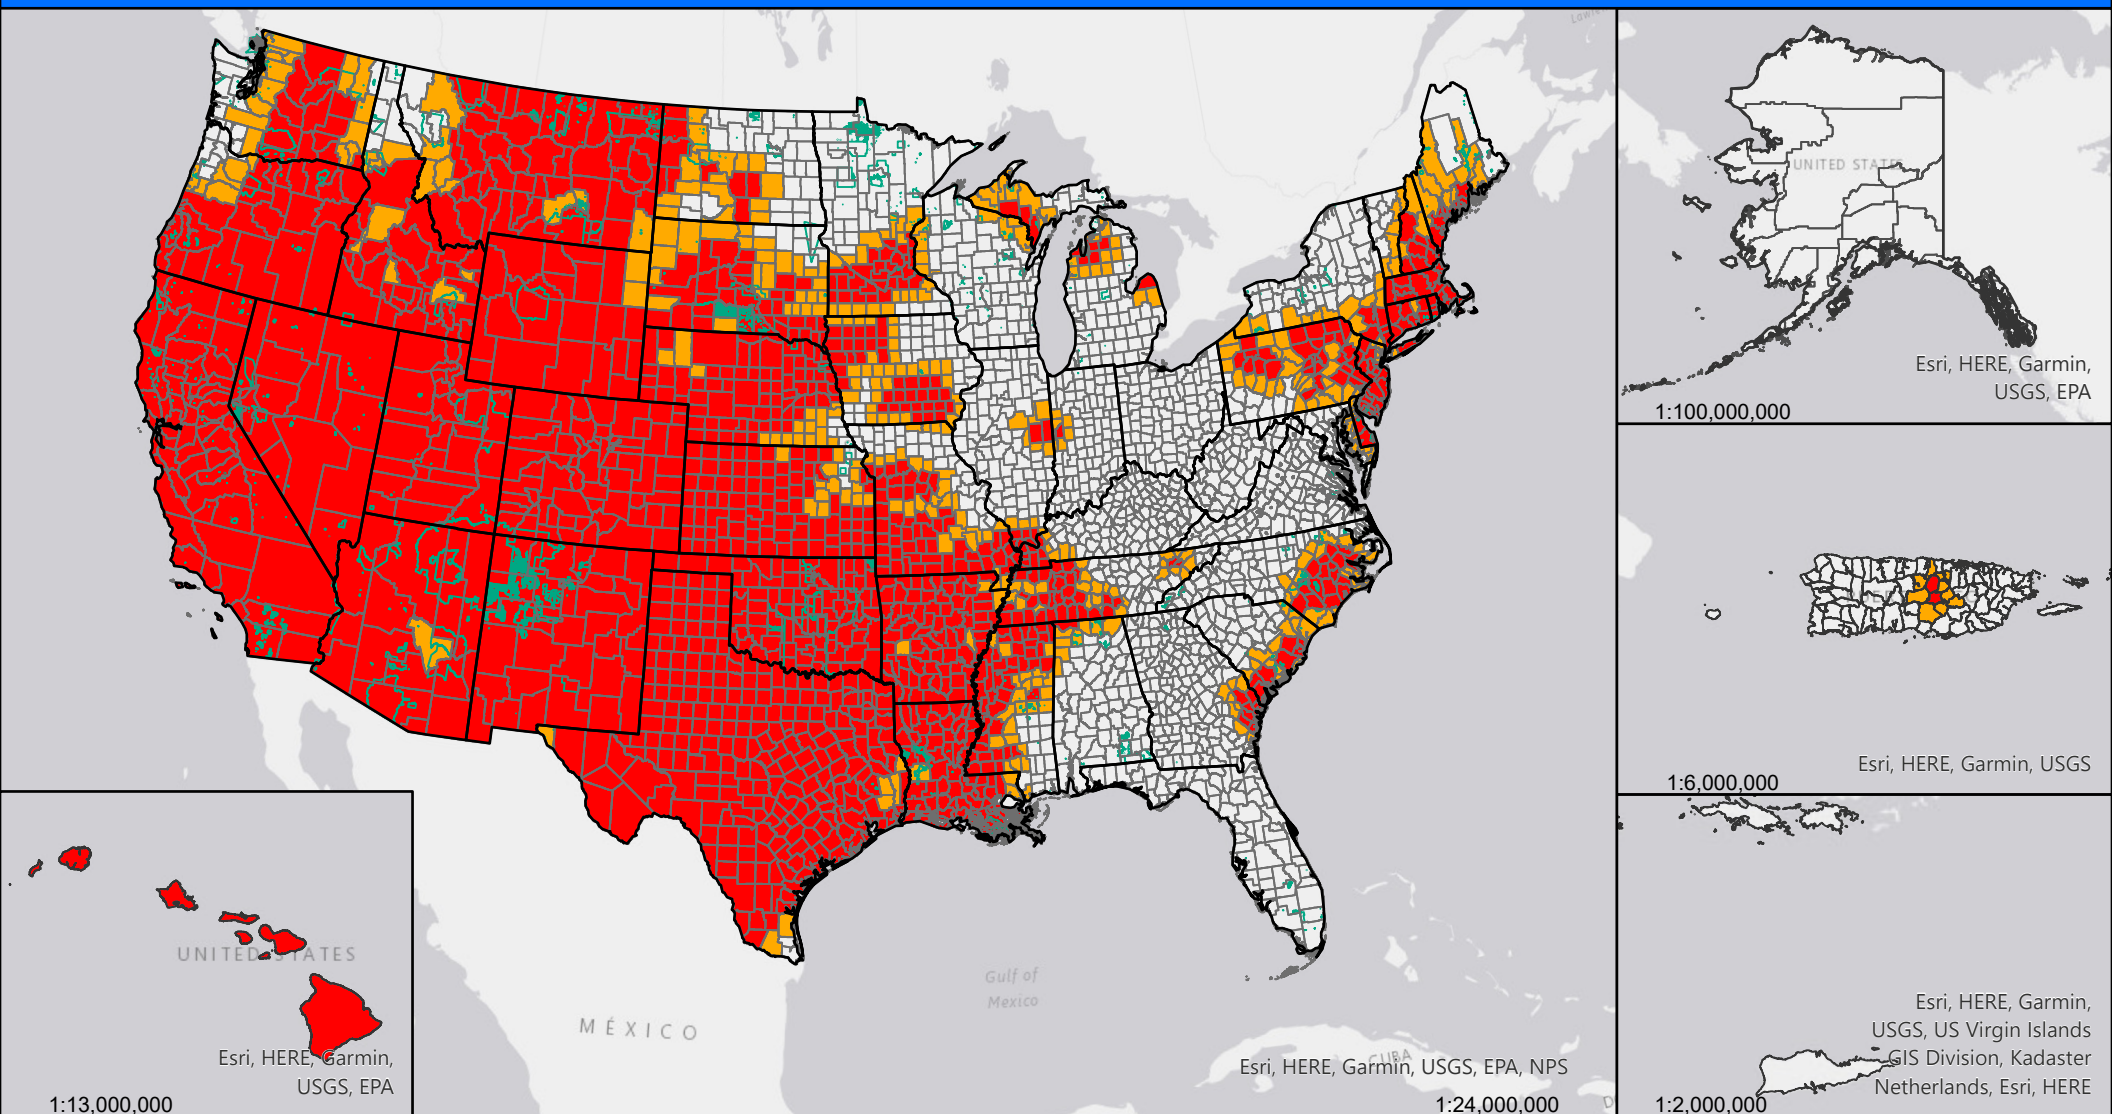 UNITED STATES
Esri, HERE, Garmin,
USGS, EPA
1:100,000,000
Esri, HERE, Garmin, USGS
1:6,000,000
UNITED STATES
Esri, HERE, Garmin,
USGS, EPA
1:13,000,000
Gulf of
Mexico
MÉXICO
CUBA
Esri, HERE, Garmin, USGS, EPA, NPS
1:24,000,000
Esri, HERE, Garmin,
USGS, US Virgin Islands
GIS Division, Kadaster
Netherlands, Esri, HERE
1:2,000,000